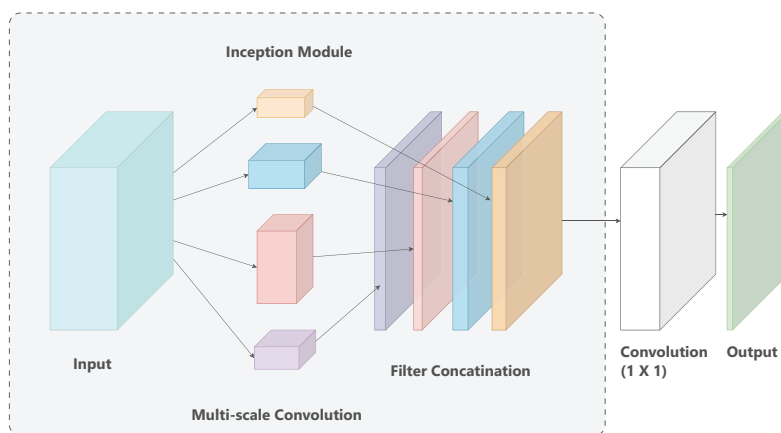 Inception Module
Input
Multi-scale Convolution
Filter Concatination
Convolution
(1 X 1)
Output